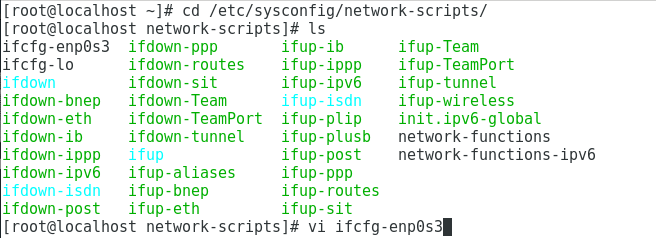 [root@localhost ~]# cd /etc/sysconfig/network-scripts/
[root@localhost network-scripts]# ls
ifcfg-enp0s3  ifdown-ppp       ifup-ib      ifup-Team
ifcfg-lo      ifdown-routes    ifup-ippp    ifup-TeamPort
ifdown        ifdown-sit       ifup-ipv6    ifup-tunnel
ifdown-bnep   ifdown-Team      ifup-isdn    ifup-wireless
ifdown-eth    ifdown-TeamPort  ifup-plip    init.ipv6-global
ifdown-ib     ifdown-tunnel    ifup-plusb   network-functions
ifdown-ippp   ifup             ifup-post    network-functions-ipv6
ifdown-ipv6   ifup-aliases     ifup-ppp
ifdown-isdn   ifup-bnep        ifup-routes
ifdown-post   ifup-eth         ifup-sit
[root@localhost network-scripts]# vi ifcfg-enp0s3